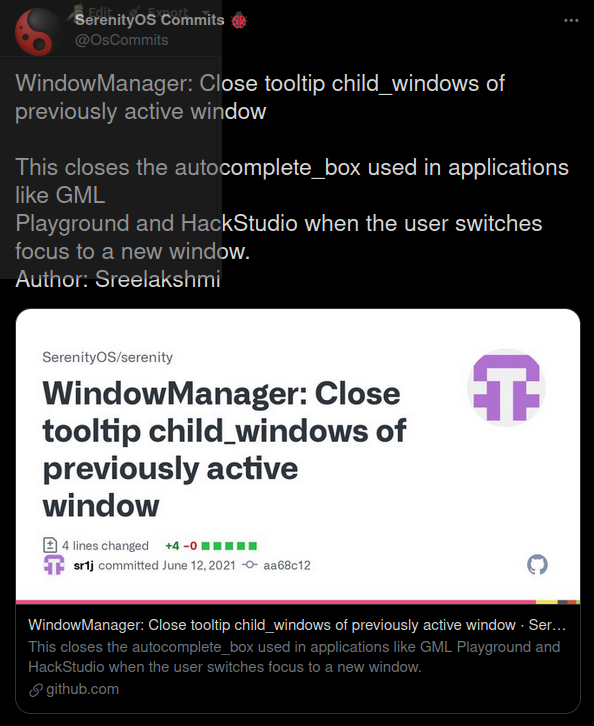 Edit Export
SerenityOS Commits 🐞
@OsCommits
WindowManager: Close tooltip child_windows of
previously active window
This closes the autocomplete_box used in applications
like GML
Playground and HackStudio when the user switches
focus to a new window.
Author: Sreelakshmi
SerenityOS/serenity
WindowManager: Close
tooltip child_windows of
previously active
window
4 lines changed +4 −0
sr1j committed June 12, 2021 aa68c12
WindowManager: Close tooltip child_windows of previously active window · Ser…
This closes the autocomplete_box used in applications like GML Playground and
HackStudio when the user switches focus to a new window.
github.com